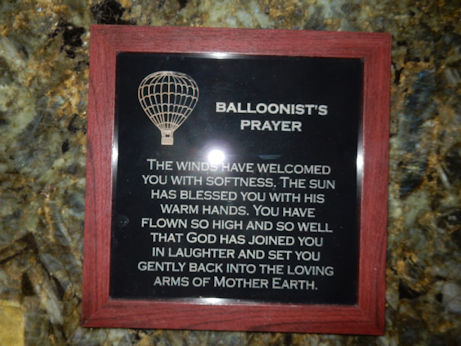 BALLOONIST'S
PRAYER
THE WINDS HAVE WELCOMED
YOU WITH SOFTNESS. THE SUN
HAS BLESSED YOU WITH HIS
WARM HANDS. YOU HAVE
FLOWN SO HIGH AND SO WELL
THAT GOD HAS JOINED YOU
IN LAUGHTER AND SET YOU
GENTLY BACK INTO THE LOVING
ARMS OF MOTHER EARTH.